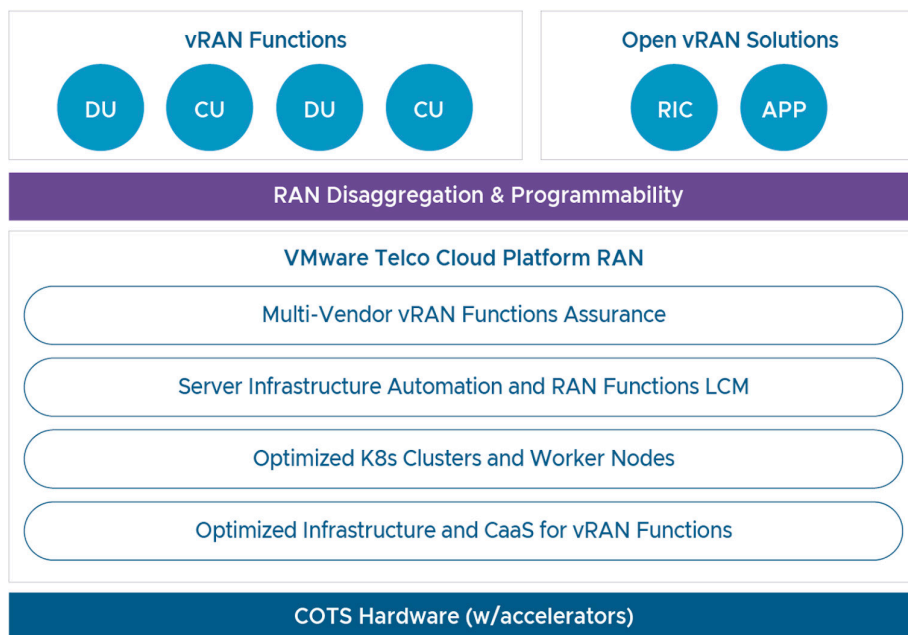 vRAN Functions
DU CU DU CU
Open vRAN Solutions
RIC APP
RAN Disaggregation & Programmability
VMware Telco Cloud Platform RAN
Multi-Vendor vRAN Functions Assurance
Server Infrastructure Automation and RAN Functions LCM
Optimized K8s Clusters and Worker Nodes
Optimized Infrastructure and CaaS for vRAN Functions
COTS Hardware (w/accelerators)